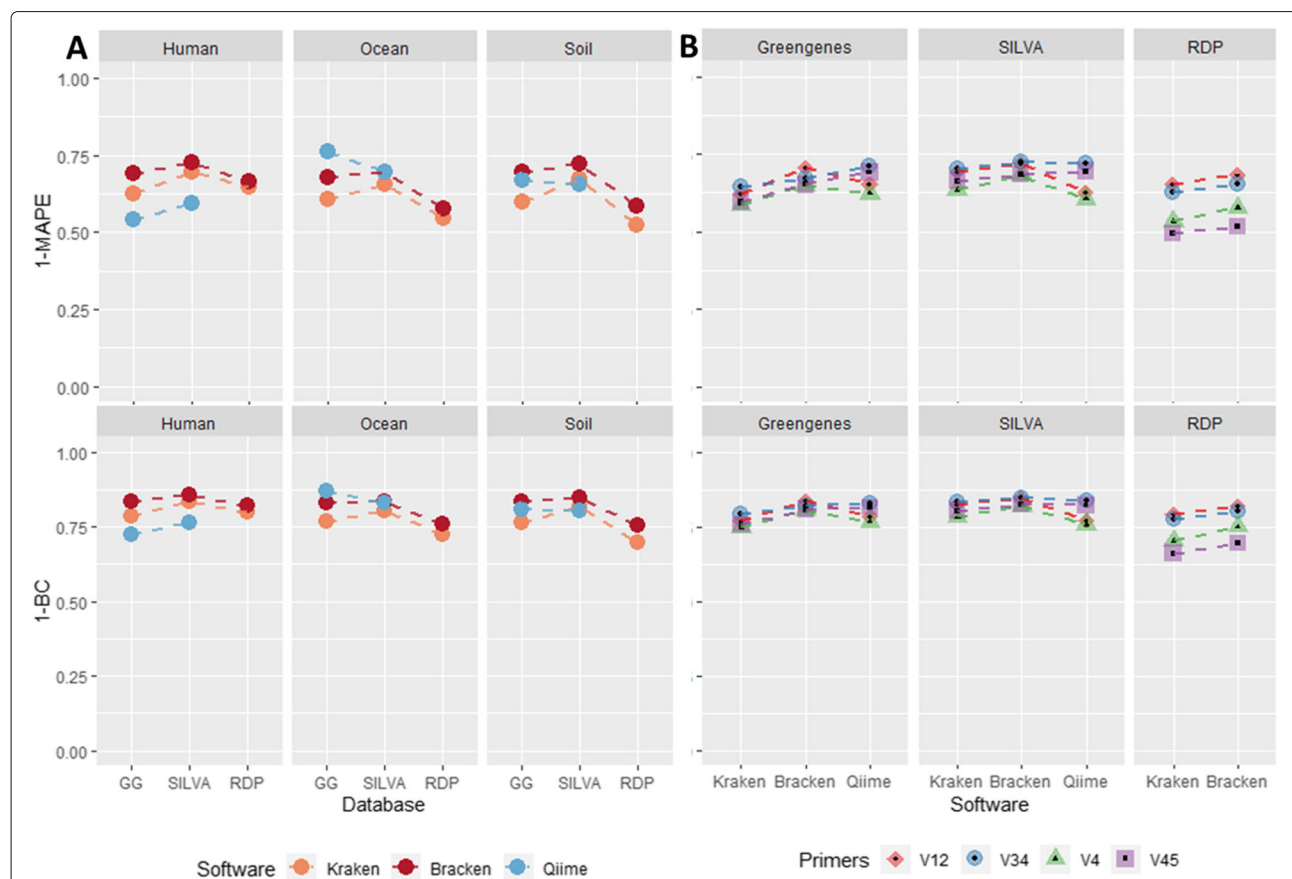 A
Human Ocean Soil
1-MAPE
1.00
0.75
0.50
0.25
0.00
Human Ocean Soil
1-BC
1.00
0.75
0.50
0.25
0.00
GG SILVA RDP GG SILVA RDP GG SILVA RDP
Database
Software Kraken Bracken Qiime
B
Greengenes SILVA RDP
Greengenes SILVA RDP
Kraken Bracken Qiime Kraken Bracken Qiime Kraken Bracken
Software
Primers V12 V34 V4 V45